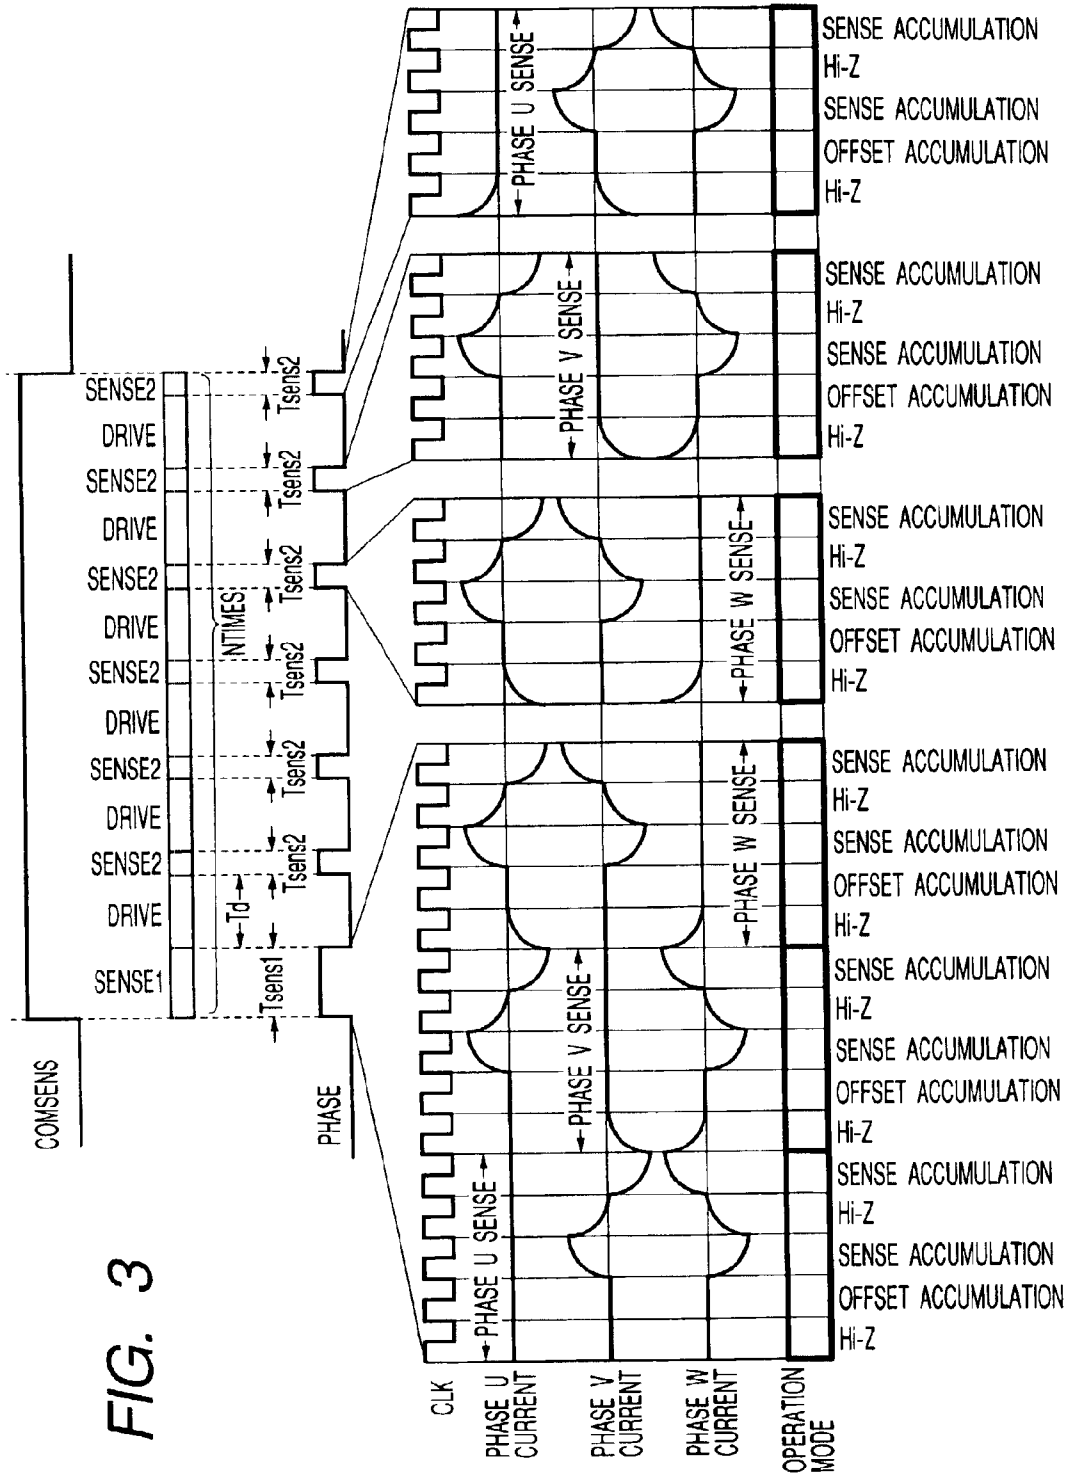 FIG. 3
COMSENS
SENSE1
DRIVE
SENSE2
DRIVE
SENSE2
DRIVE
SENSE2
DRIVE
SENSE2
DRIVE
SENSE2
DRIVE
SENSE2
NTIMES
Tsens1
Td
Tsens2
Tsens2
Tsens2
Tsens2
Tsens2
Tsens2
PHASE
CLK
PHASE U
CURRENT
PHASE V
CURRENT
PHASE W
CURRENT
OPERATION
MODE
PHASE U SENSE
PHASE V SENSE
PHASE W SENSE
PHASE W SENSE
PHASE V SENSE
PHASE U SENSE
Hi-Z
OFFSET ACCUMULATION
SENSE ACCUMULATION
Hi-Z
SENSE ACCUMULATION
Hi-Z
OFFSET ACCUMULATION
SENSE ACCUMULATION
Hi-Z
SENSE ACCUMULATION
Hi-Z
OFFSET ACCUMULATION
SENSE ACCUMULATION
Hi-Z
SENSE ACCUMULATION
Hi-Z
OFFSET ACCUMULATION
SENSE ACCUMULATION
Hi-Z
SENSE ACCUMULATION
Hi-Z
OFFSET ACCUMULATION
SENSE ACCUMULATION
Hi-Z
SENSE ACCUMULATION
Hi-Z
OFFSET ACCUMULATION
SENSE ACCUMULATION
Hi-Z
SENSE ACCUMULATION